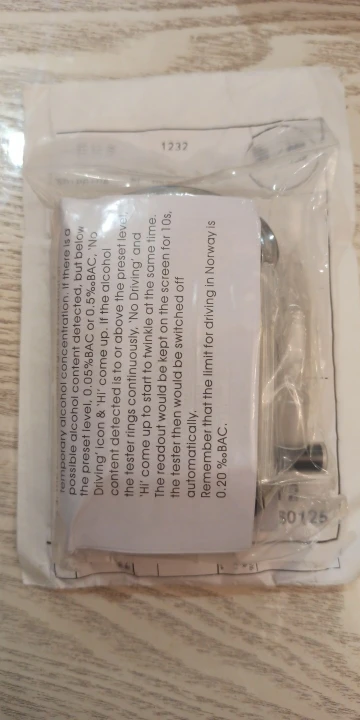 1232
temporary alcohol concentration. If there is a
possible alcohol content detected, but below
the preset level, 0.05%BAC or 0.5‰BAC, 'No
Driving' icon & 'Hi' come up. If the alcohol
content detected is to or above the preset level,
the tester rings continuously, 'No Driving' and
'Hi' come up to start to twinkle at the same time.
The readout would be kept on the screen for 10s,
the tester then would be switched off
automatically.
Remember that the limit for driving in Norway is
0.20 ‰BAC.
80126